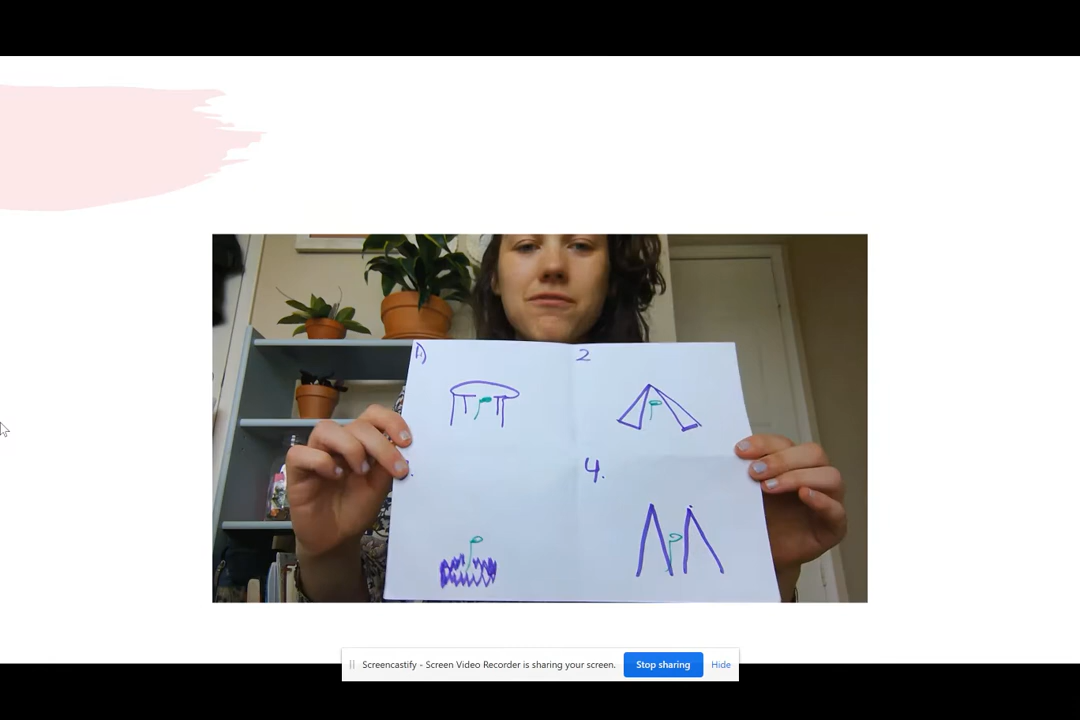 1)
2
4.
Screencastify - Screen Video Recorder is sharing your screen.
Stop sharing
Hide